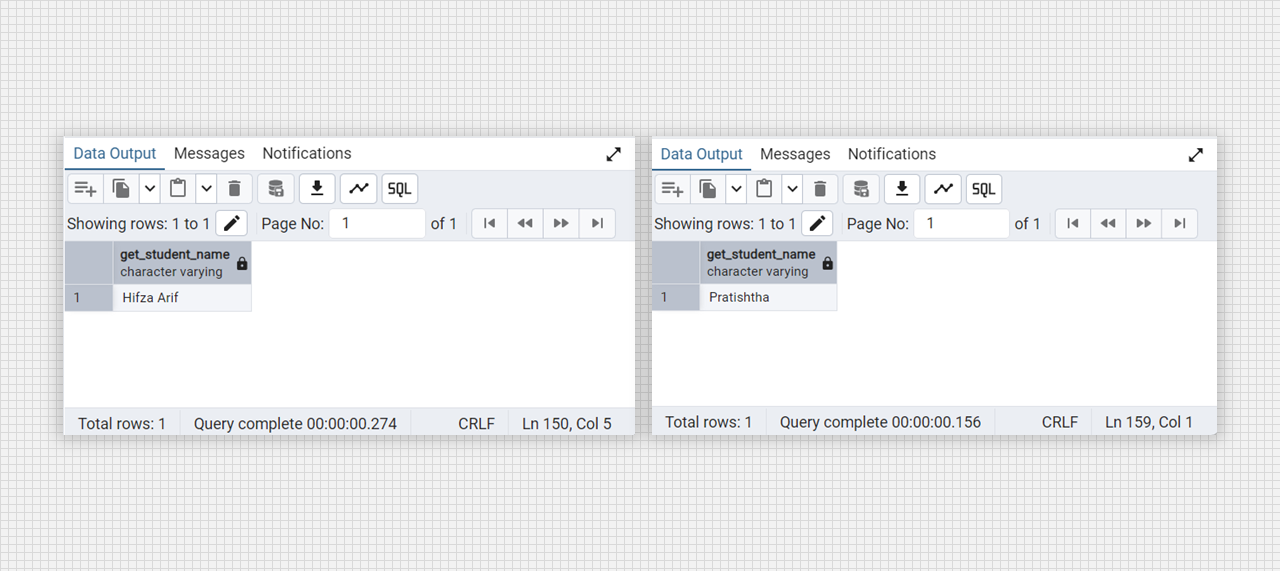 Data Output Messages Notifications
SQL
Showing rows: 1 to 1 Page No: 1 of 1
get_student_name
character varying
1 Hifza Arif
Total rows: 1 Query complete 00:00:00.274 CRLF Ln 150, Col 5
Data Output Messages Notifications
SQL
Showing rows: 1 to 1 Page No: 1 of 1
get_student_name
character varying
1 Pratishtha
Total rows: 1 Query complete 00:00:00.156 CRLF Ln 159, Col 1